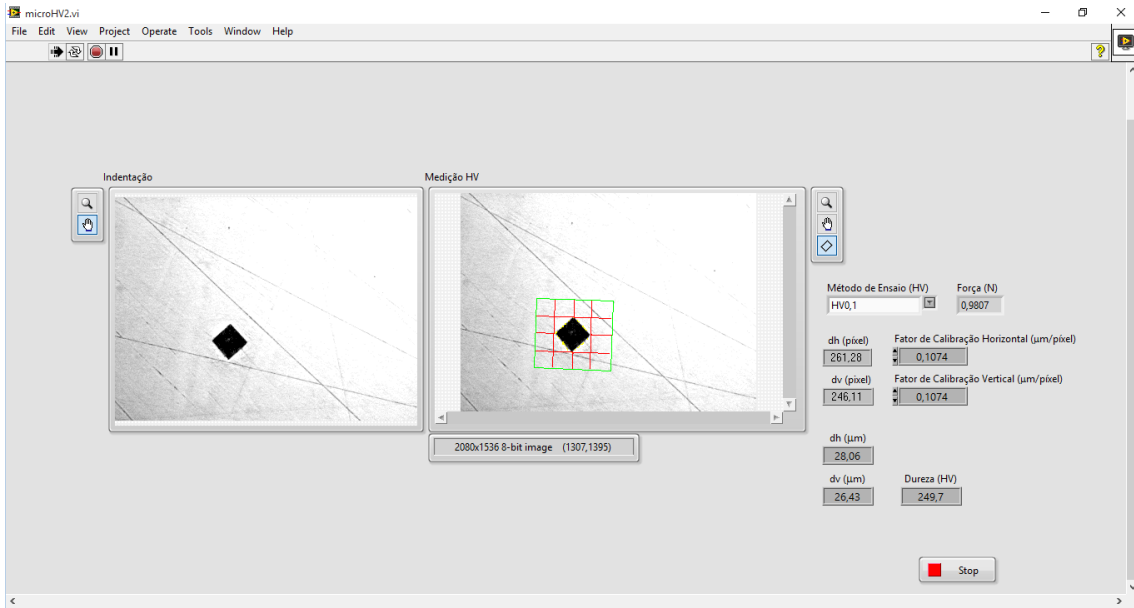 microHV2.vi
File Edit View Project Operate Tools Window Help
Indentação
Medição HV
Método de Ensaio (HV)
Força (N)
HV0,1
0,9807
dh (píxel)
Fator de Calibração Horizontal (µm/píxel)
261,28
0,1074
dv (pixel)
Fator de Calibração Vertical (µm/píxel)
246,11
0,1074
2080x1536 8-bit image (1307,1395)
dh (µm)
28,06
dv (µm)
Dureza (HV)
26,43
249,7
Stop